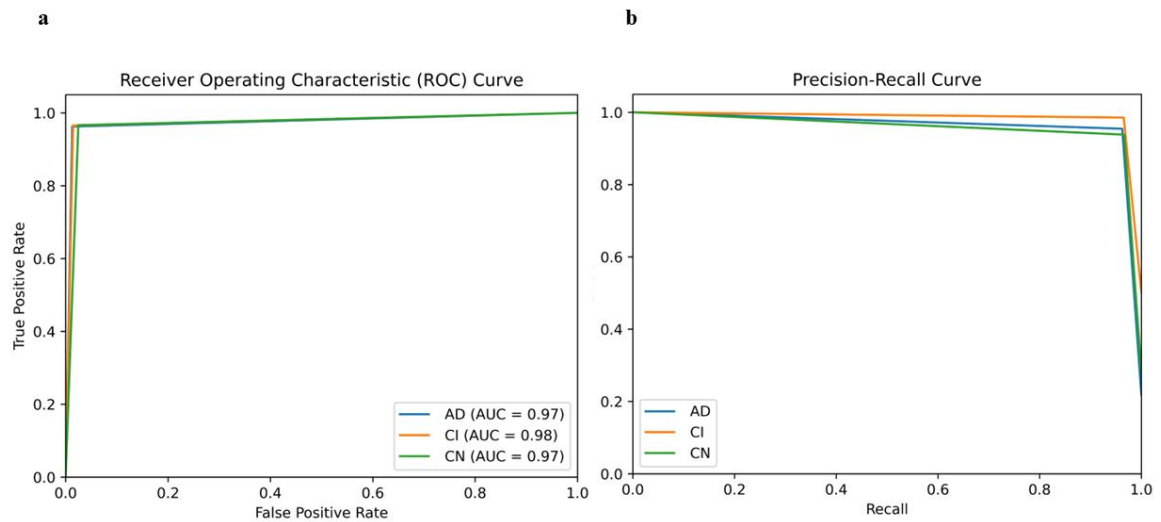 a
b
Receiver Operating Characteristic (ROC) Curve
1.0
0.8
0.6
0.4
0.2
0.0
True Positive Rate
0.0
0.2
0.4
0.6
0.8
1.0
False Positive Rate
AD (AUC = 0.97)
CI (AUC = 0.98)
CN (AUC = 0.97)
Precision-Recall Curve
1.0
0.8
0.6
0.4
0.2
0.0
0.0
0.2
0.4
0.6
0.8
1.0
Recall
AD
CI
CN